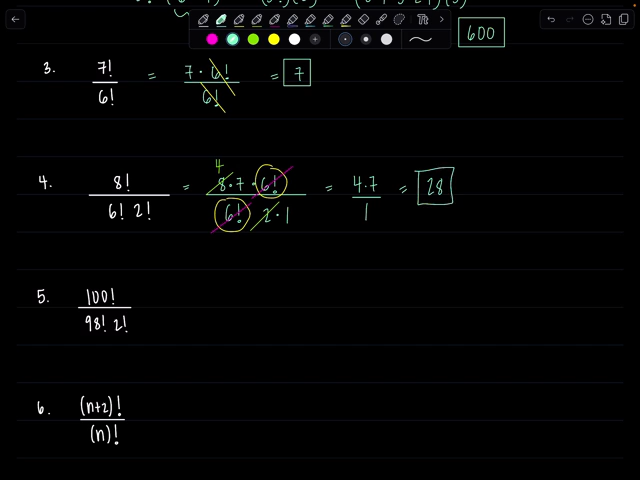 600
3. 7!/6! = 7 · 6!/6! = 7
4
4. 8!/6! 2! = 8 · 7 · 6!/6! 2 · 1 = 4 · 7/1 = 28
5. 100!/98! 2!
6. (n+2)!/(n)!